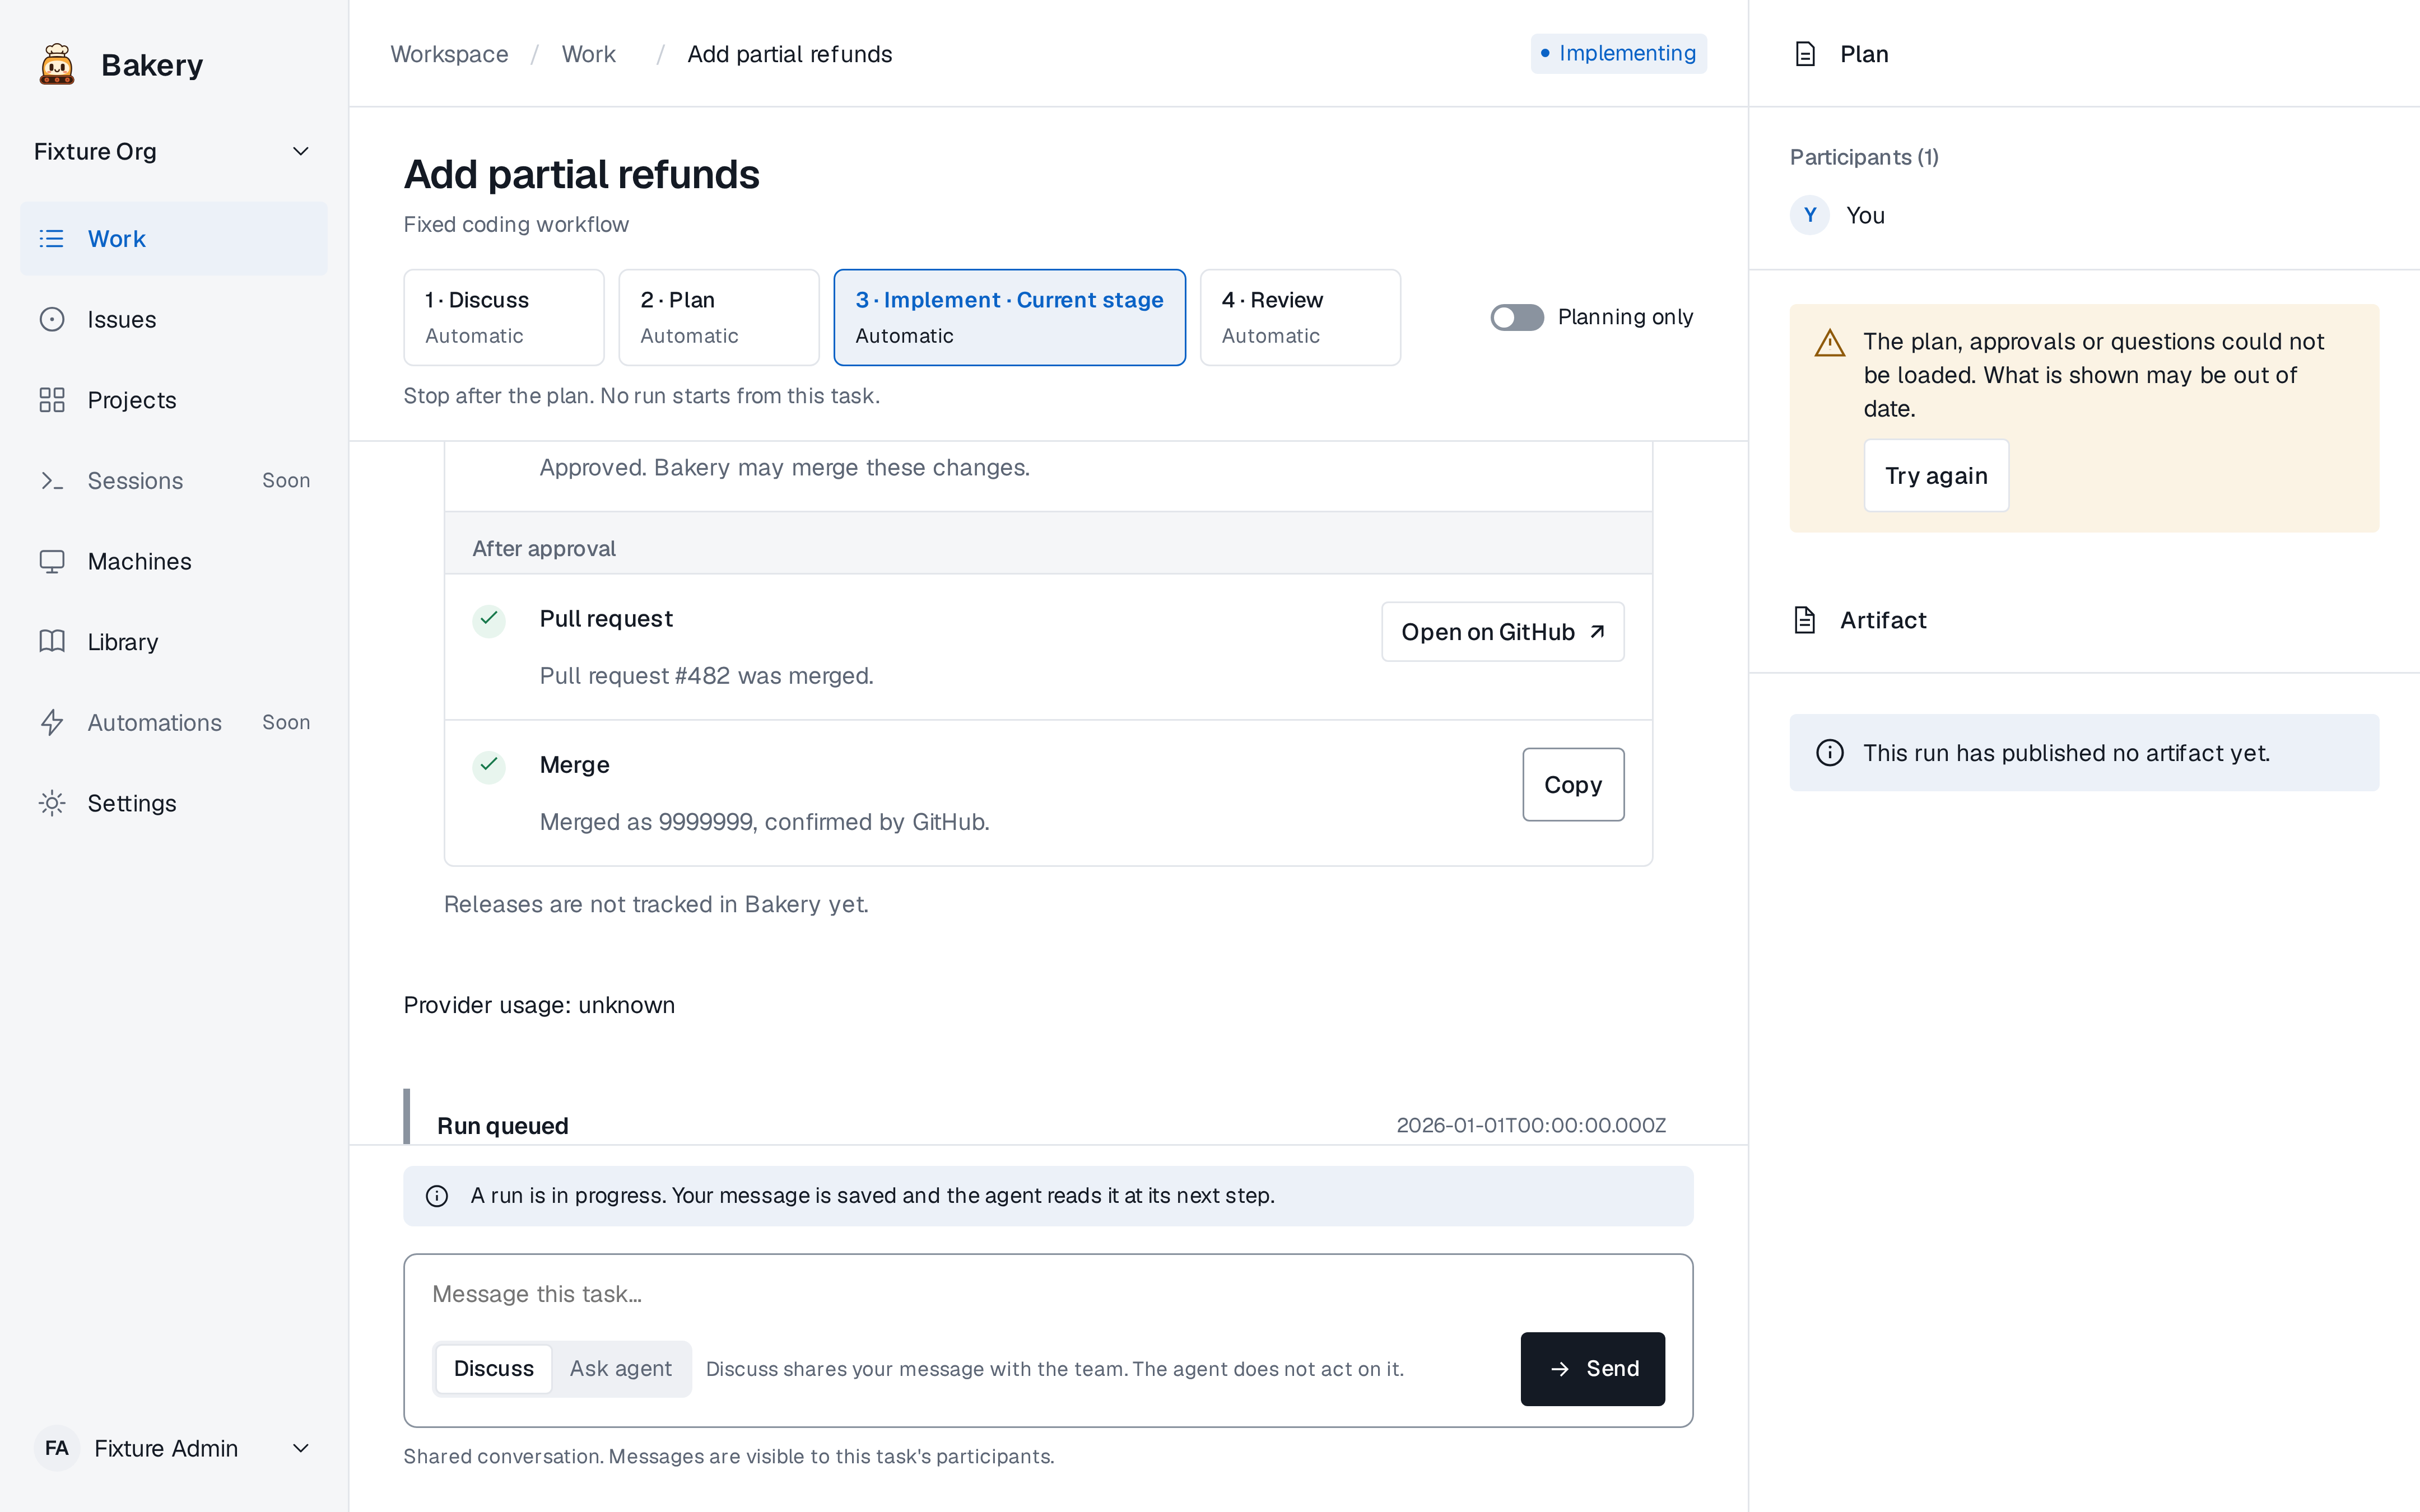 Bakery
Fixture Org
Work
Issues
Projects
Sessions Soon
Machines
Library
Automations Soon
Settings
FA Fixture Admin
Workspace / Work / Add partial refunds
Implementing
Add partial refunds
Fixed coding workflow
1 · Discuss
Automatic
2 · Plan
Automatic
3 · Implement · Current stage
Automatic
4 · Review
Automatic
Planning only
Stop after the plan. No run starts from this task.
Approved. Bakery may merge these changes.
After approval
Pull request
Open on GitHub
Pull request #482 was merged.
Merge
Copy
Merged as 9999999, confirmed by GitHub.
Releases are not tracked in Bakery yet.
Provider usage: unknown
Run queued 2026-01-01T00:00:00.000Z
A run is in progress. Your message is saved and the agent reads it at its next step.
Message this task…
Discuss Ask agent Discuss shares your message with the team. The agent does not act on it. Send
Shared conversation. Messages are visible to this task's participants.
Plan
Participants (1)
Y You
The plan, approvals or questions could not
be loaded. What is shown may be out of
date.
Try again
Artifact
This run has published no artifact yet.